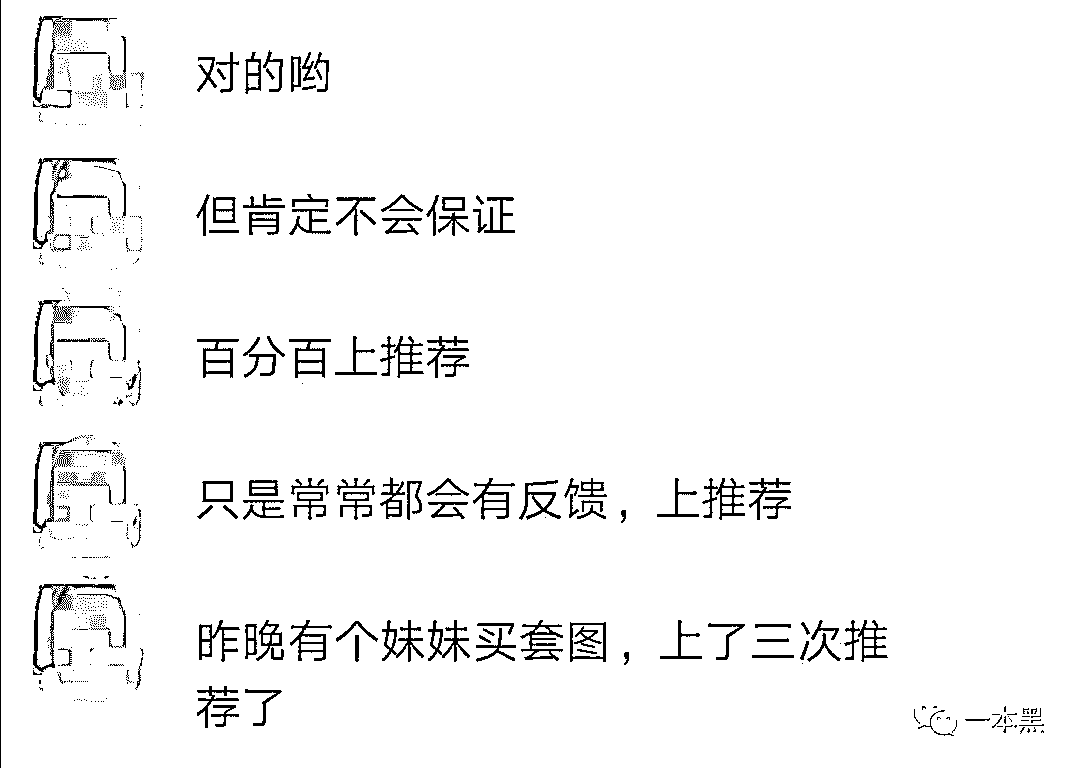 对的哟
但肯定不会保证
百分百上推荐
只是常常都会有反馈，上推荐
昨晚有个妹妹买套图，上了三次推
荐了
一本黑